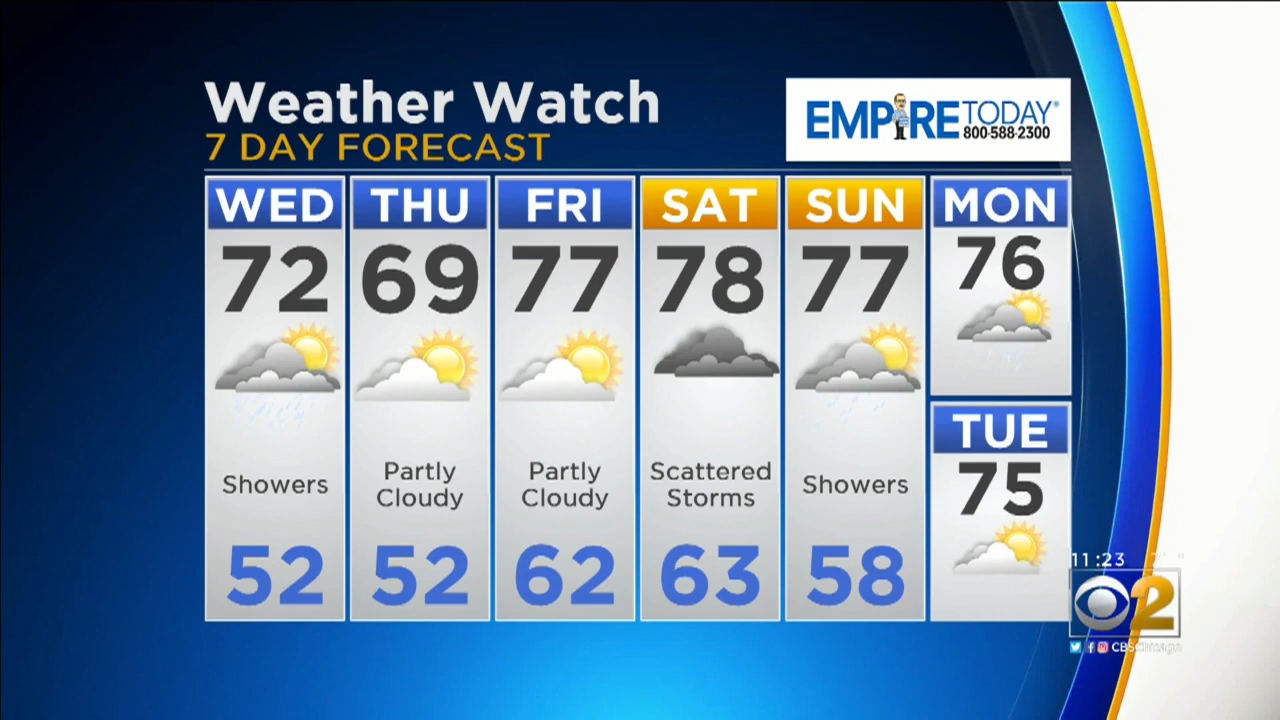 Weather Watch
7 DAY FORECAST
EMPIRE TODAY®
800-588-2300
WED
72
Showers
52
THU
69
Partly
Cloudy
52
FRI
77
Partly
Cloudy
62
SAT
78
Scattered
Storms
63
SUN
77
Showers
58
MON
76
TUE
75
11:23
2
CBSChicago